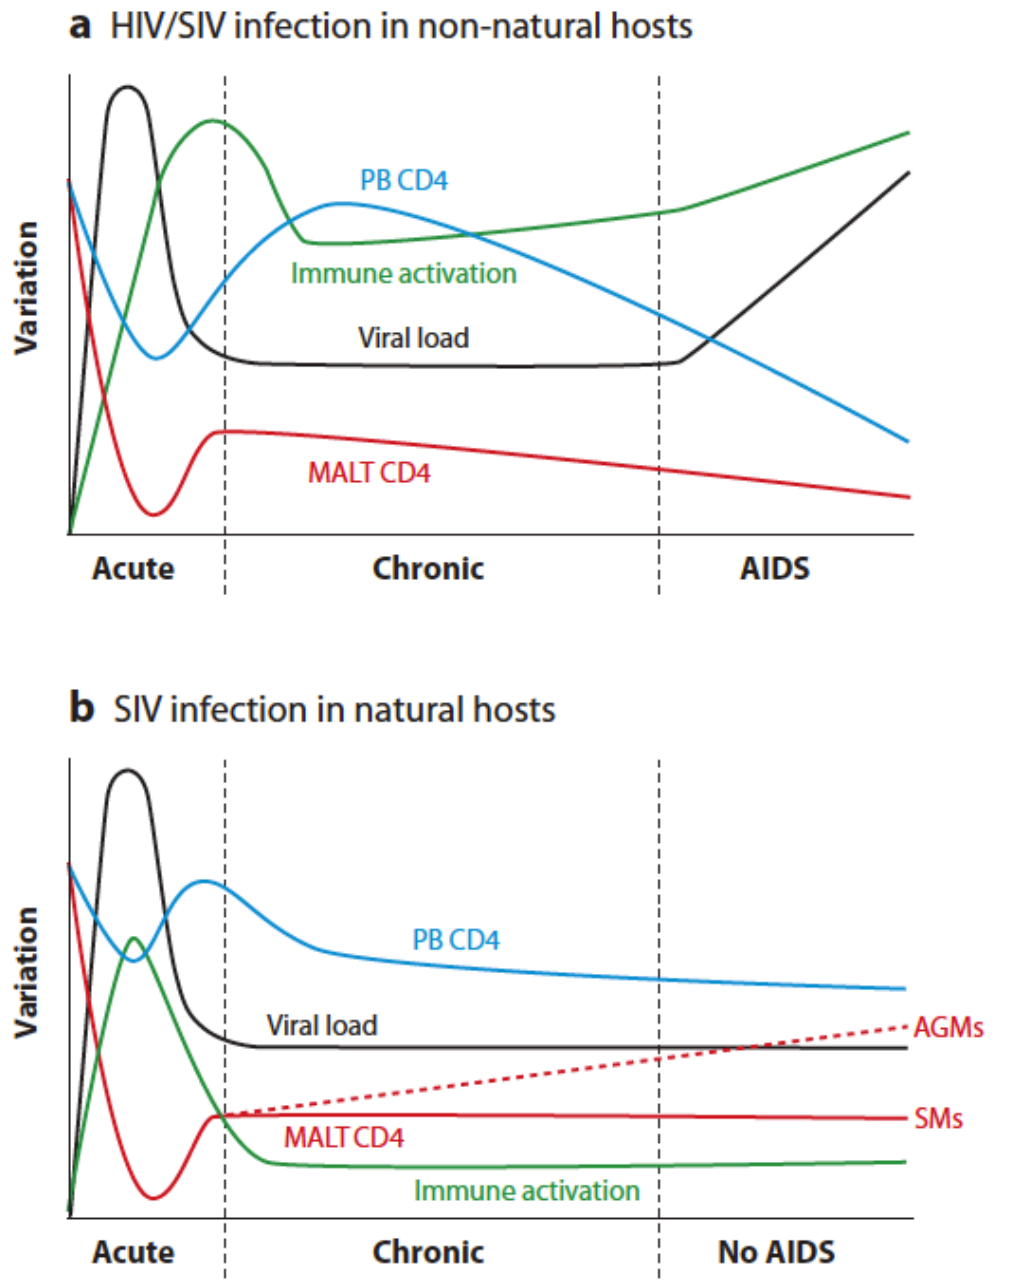 a HIV/SIV infection in non-natural hosts
Variation
PB CD4
Immune activation
Viral load
MALT CD4
Acute
Chronic
AIDS
b SIV infection in natural hosts
Variation
PB CD4
Viral load
AGMs
SMs
MALT CD4
Immune activation
Acute
Chronic
No AIDS